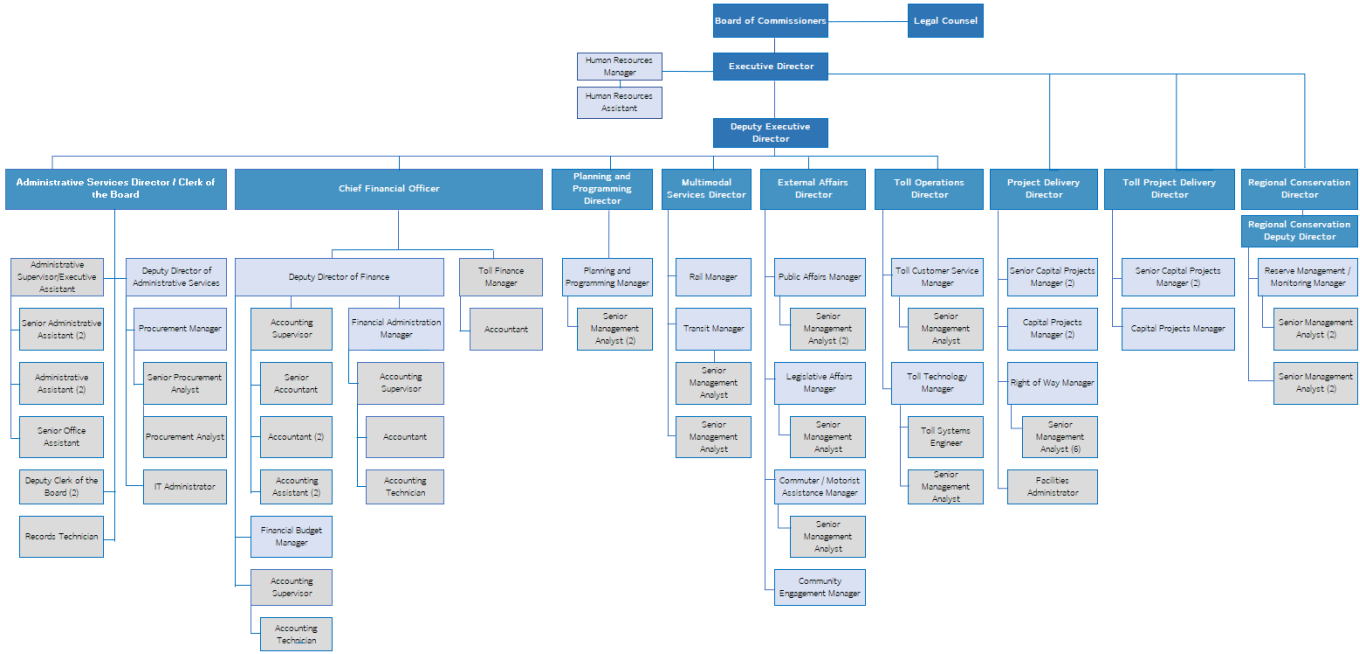 Board of Commissioners
Legal Counsel
Human Resources
Manager
Executive Director
Human Resources
Assistant
Deputy Executive
Director
Administrative Services Director / Clerk of
the Board
Chief Financial Officer
Planning and
Programming
Director
Multimodal
Services Director
External Affairs
Director
Toll Operations
Director
Project Delivery
Director
Toll Project Delivery
Director
Regional Conservation
Director
Regional Conservation
Deputy Director
Administrative
Supervisor/Executive
Assistant
Senior Administrative
Assistant (2)
Administrative
Assistant (2)
Senior Office
Assistant
Deputy Clerk of the
Board (2)
Records Technician
Deputy Director of
Administrative Services
Procurement Manager
Senior Procurement
Analyst
Procurement Analyst
IT Administrator
Deputy Director of Finance
Accounting
Supervisor
Senior
Accountant
Accountant (2)
Accounting
Assistant (2)
Financial Budget
Manager
Accounting
Supervisor
Accounting
Technician
Financial Administration
Manager
Accounting
Supervisor
Accountant
Accounting
Technician
Toll Finance
Manager
Accountant
Planning and
Programming Manager
Senior
Management
Analyst (2)
Rail Manager
Transit Manager
Senior
Management
Analyst
Senior
Management
Analyst
Public Affairs Manager
Senior
Management
Analyst (2)
Legislative Affairs
Manager
Senior
Management
Analyst
Commuter / Motorist
Assistance Manager
Senior
Management
Analyst
Community
Engagement Manager
Toll Customer Service
Manager
Senior
Management
Analyst
Toll Technology
Manager
Toll Systems
Engineer
Senior
Management
Analyst
Senior Capital Projects
Manager (2)
Capital Projects
Manager (2)
Right of Way Manager
Senior
Management
Analyst (6)
Facilities
Administrator
Senior Capital Projects
Manager (2)
Capital Projects Manager
Reserve Management /
Monitoring Manager
Senior Management
Analyst (2)
Senior Management
Analyst (2)